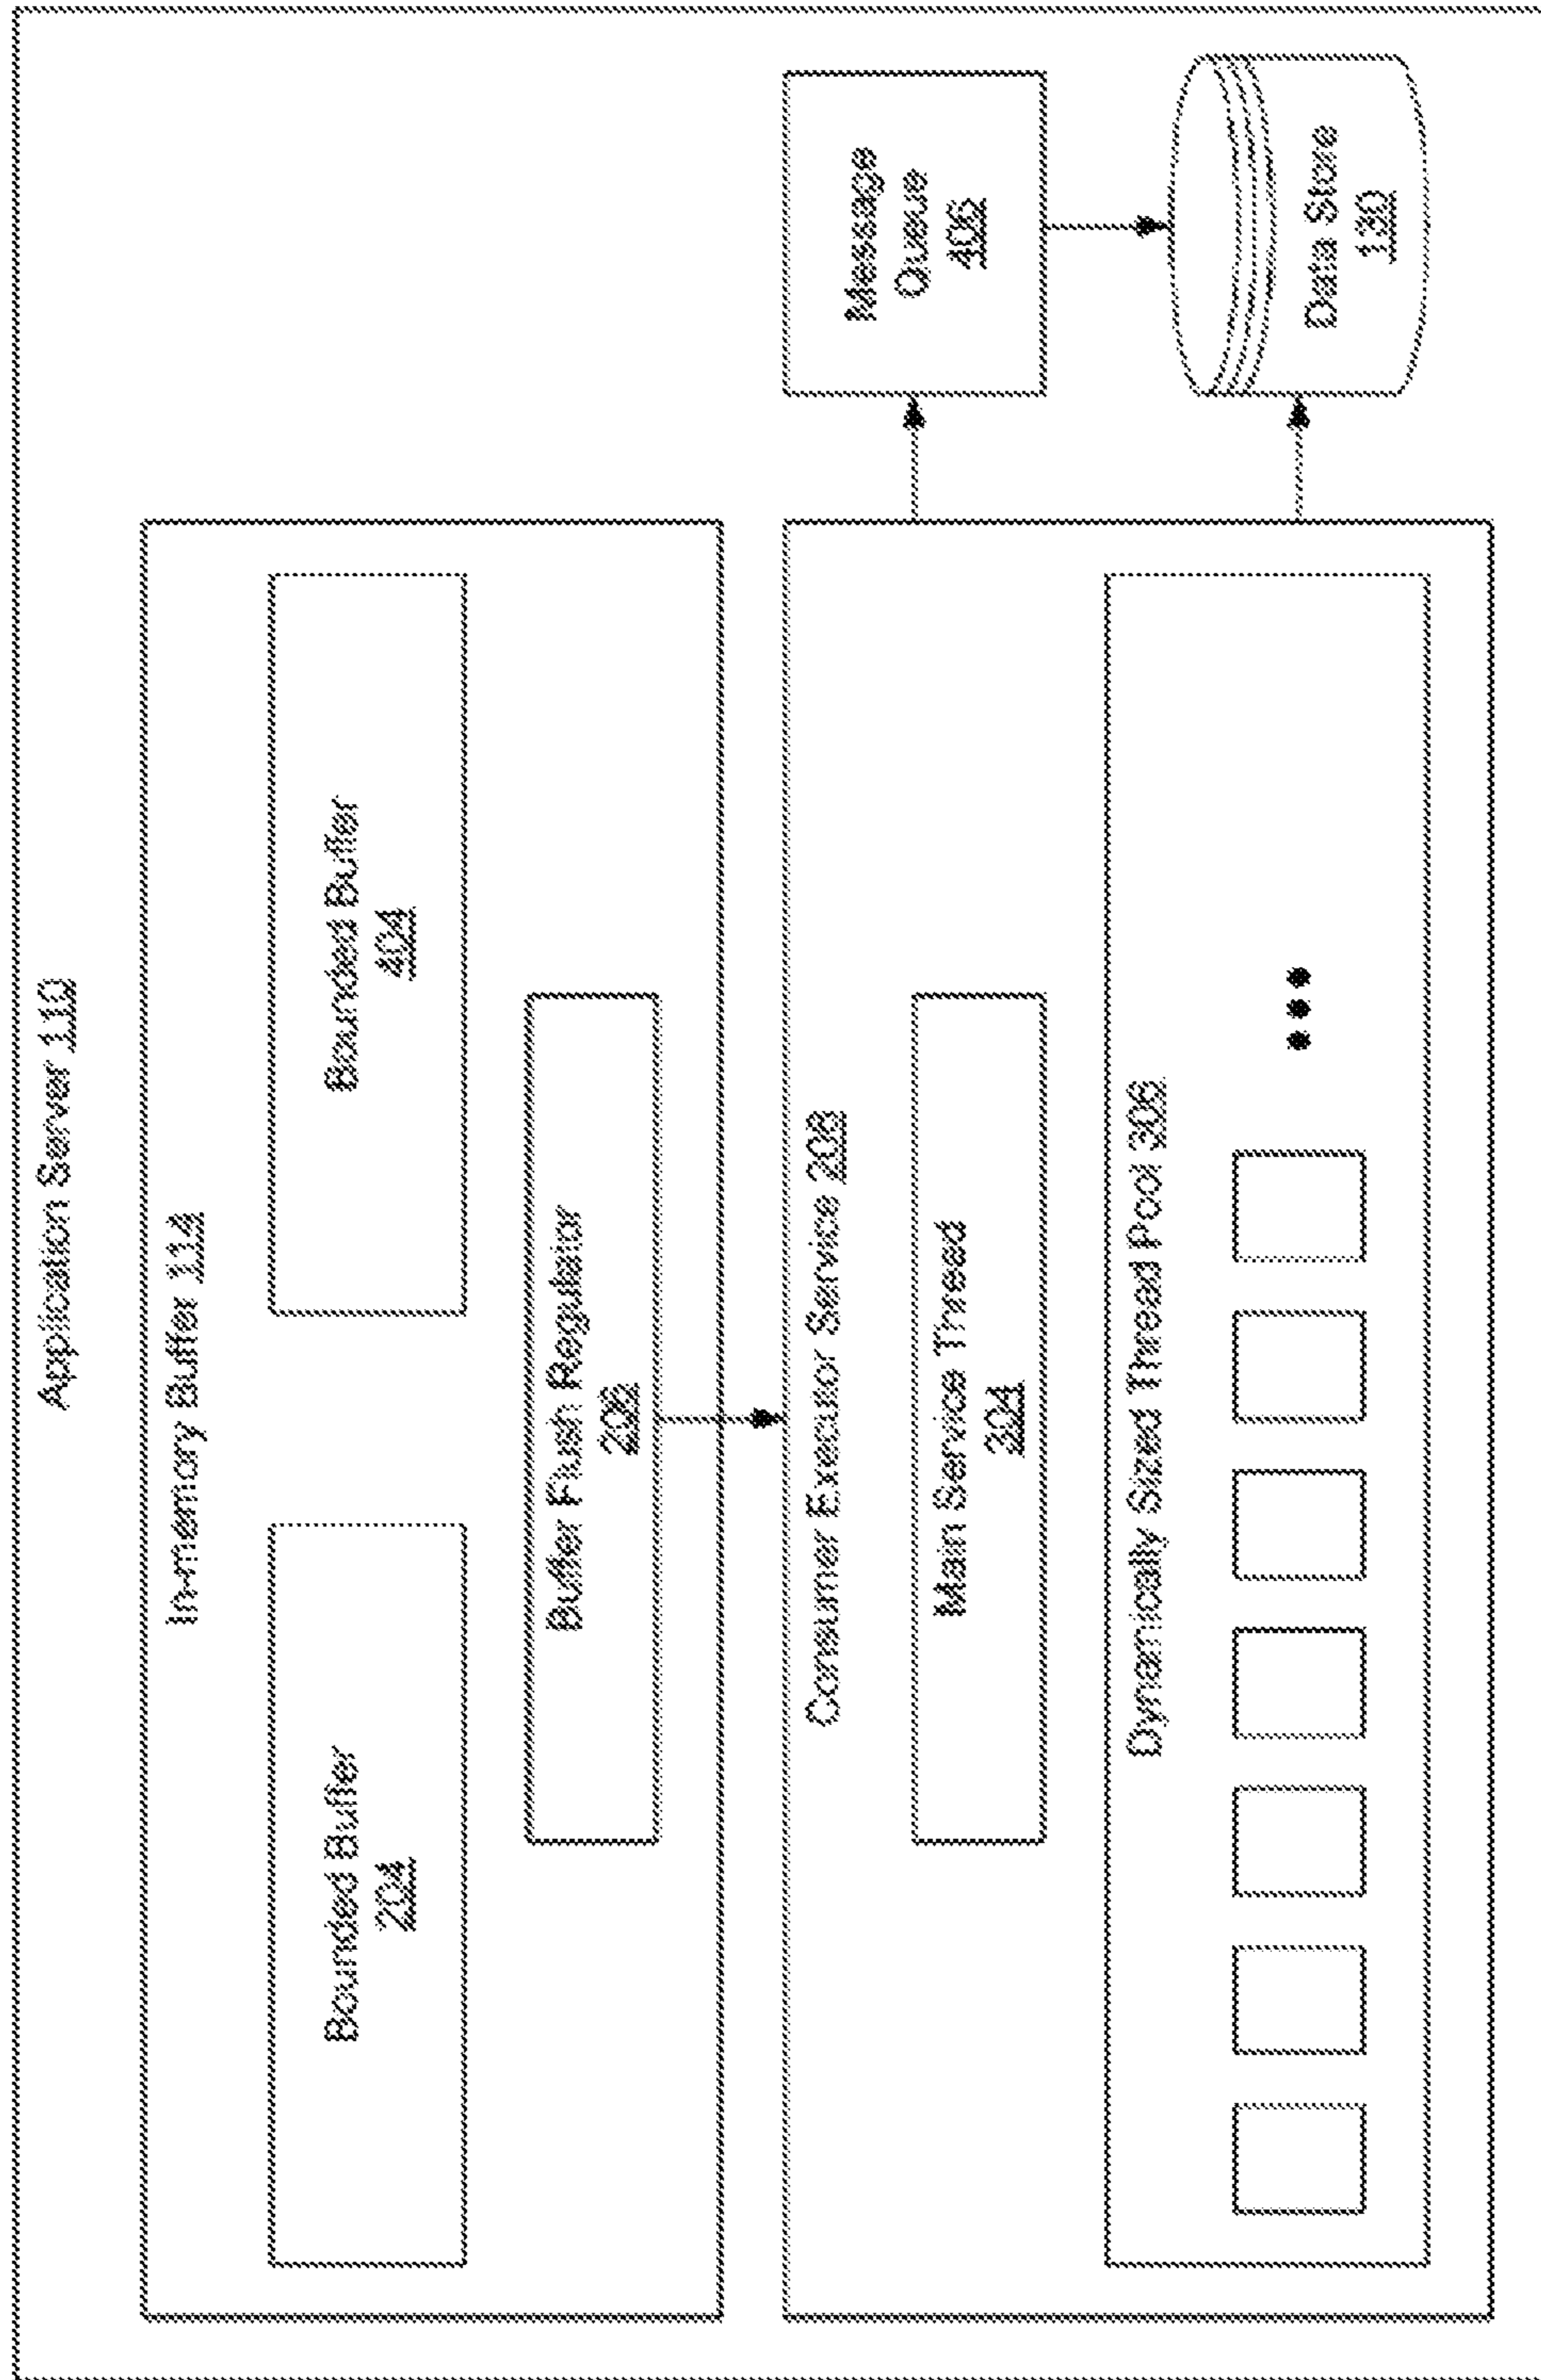 Application Server 110
In-memory Buffer 114
Bounded Buffer
204
Bounded Buffer
404
Buffer Flush Regulator
206
Consumer Executor Service 208
Main Service Thread
304
Dynamically Sized Thread Pool 306
Message
Queue
406
Data Store
130